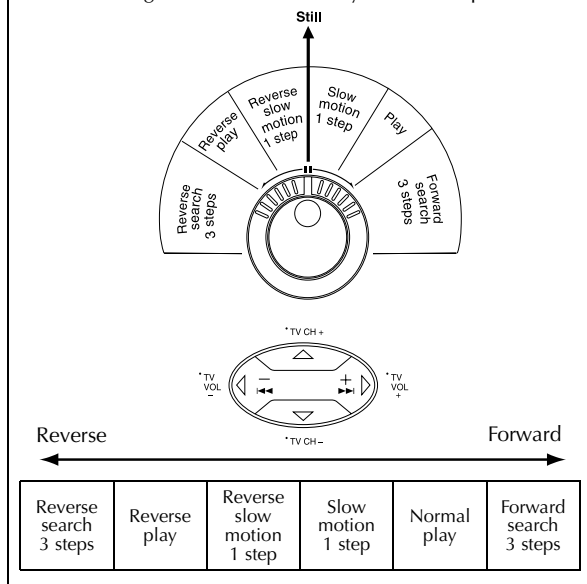 Still
Reverse
search
3 steps
Reverse
play
Reverse
slow
motion
1 step
Slow
motion
1 step
Play
Forward
search
3 steps
*TV CH +
*TV
VOL
–
–
+
*TV
VOL
+
*TV CH –
Reverse
Forward
Reverse
search
3 steps
Reverse
play
Reverse
slow
motion
1 step
Slow
motion
1 step
Normal
play
Forward
search
3 steps